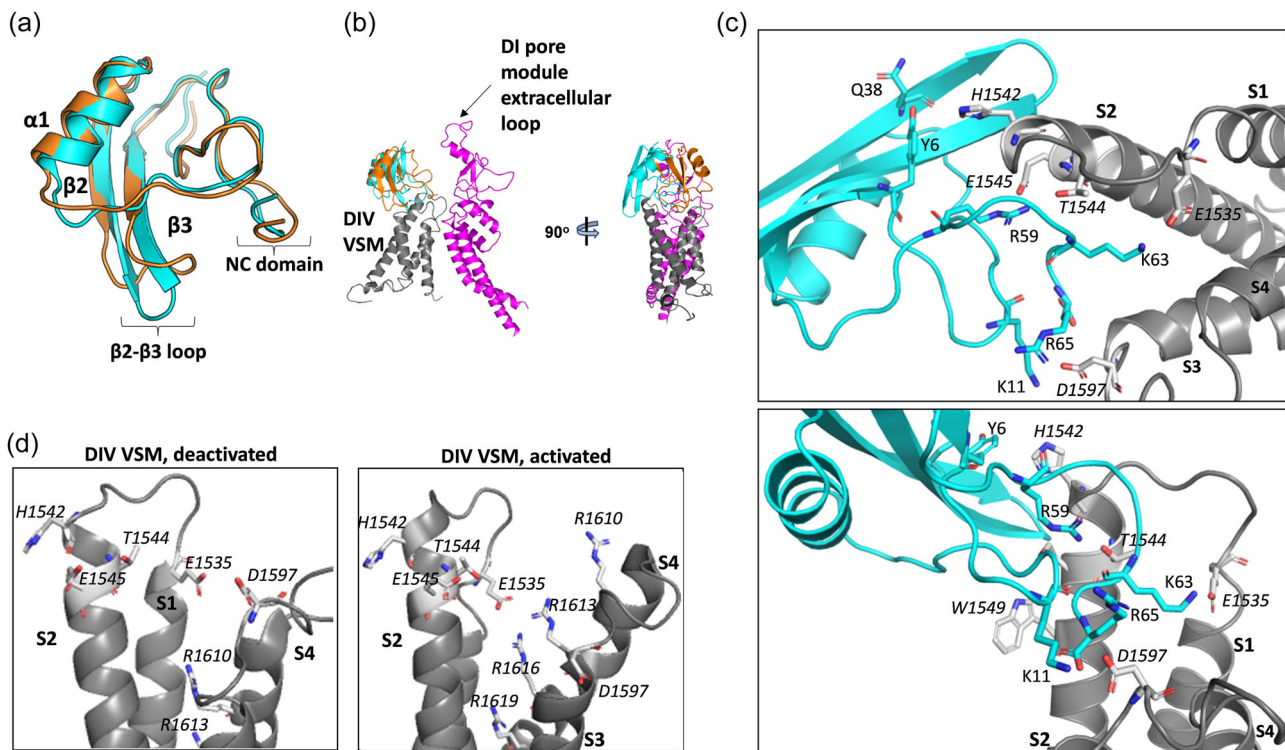 (a)
α1
β2
β3
NC domain
β2-β3 loop
(b)
DI pore
module
extracellular
loop
DIV
VSM
90°
(c)
Q38
H1542
S2
S1
Y6
E1545
T1544
E1535
R59
K63
S4
R65
S3
K11
D1597
Y6
H1542
R59
T1544
K63
E1535
W1549
R65
S1
K11
D1597
S2
S4
(d)
DIV VSM, deactivated
H1542
T1544
E1535
D1597
E1545
S1
S2
S4
R1610
R1613
DIV VSM, activated
R1610
H1542
S4
T1544
E1545
E1535
R1613
S2
R1616
D1597
R1619
S3